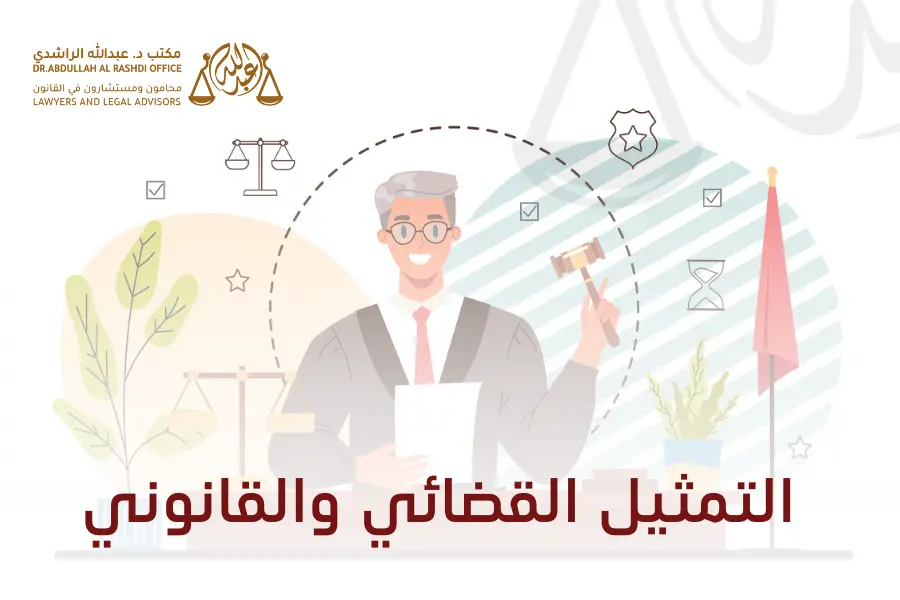 مكتب د. عبدالله الراشدي
DR.ABDULLAH AL RASHDI OFFICE
محامون ومستشارون في القانون
LAWYERS AND LEGAL ADVISORS
عبدالله
التمثيل القضائي والقانوني